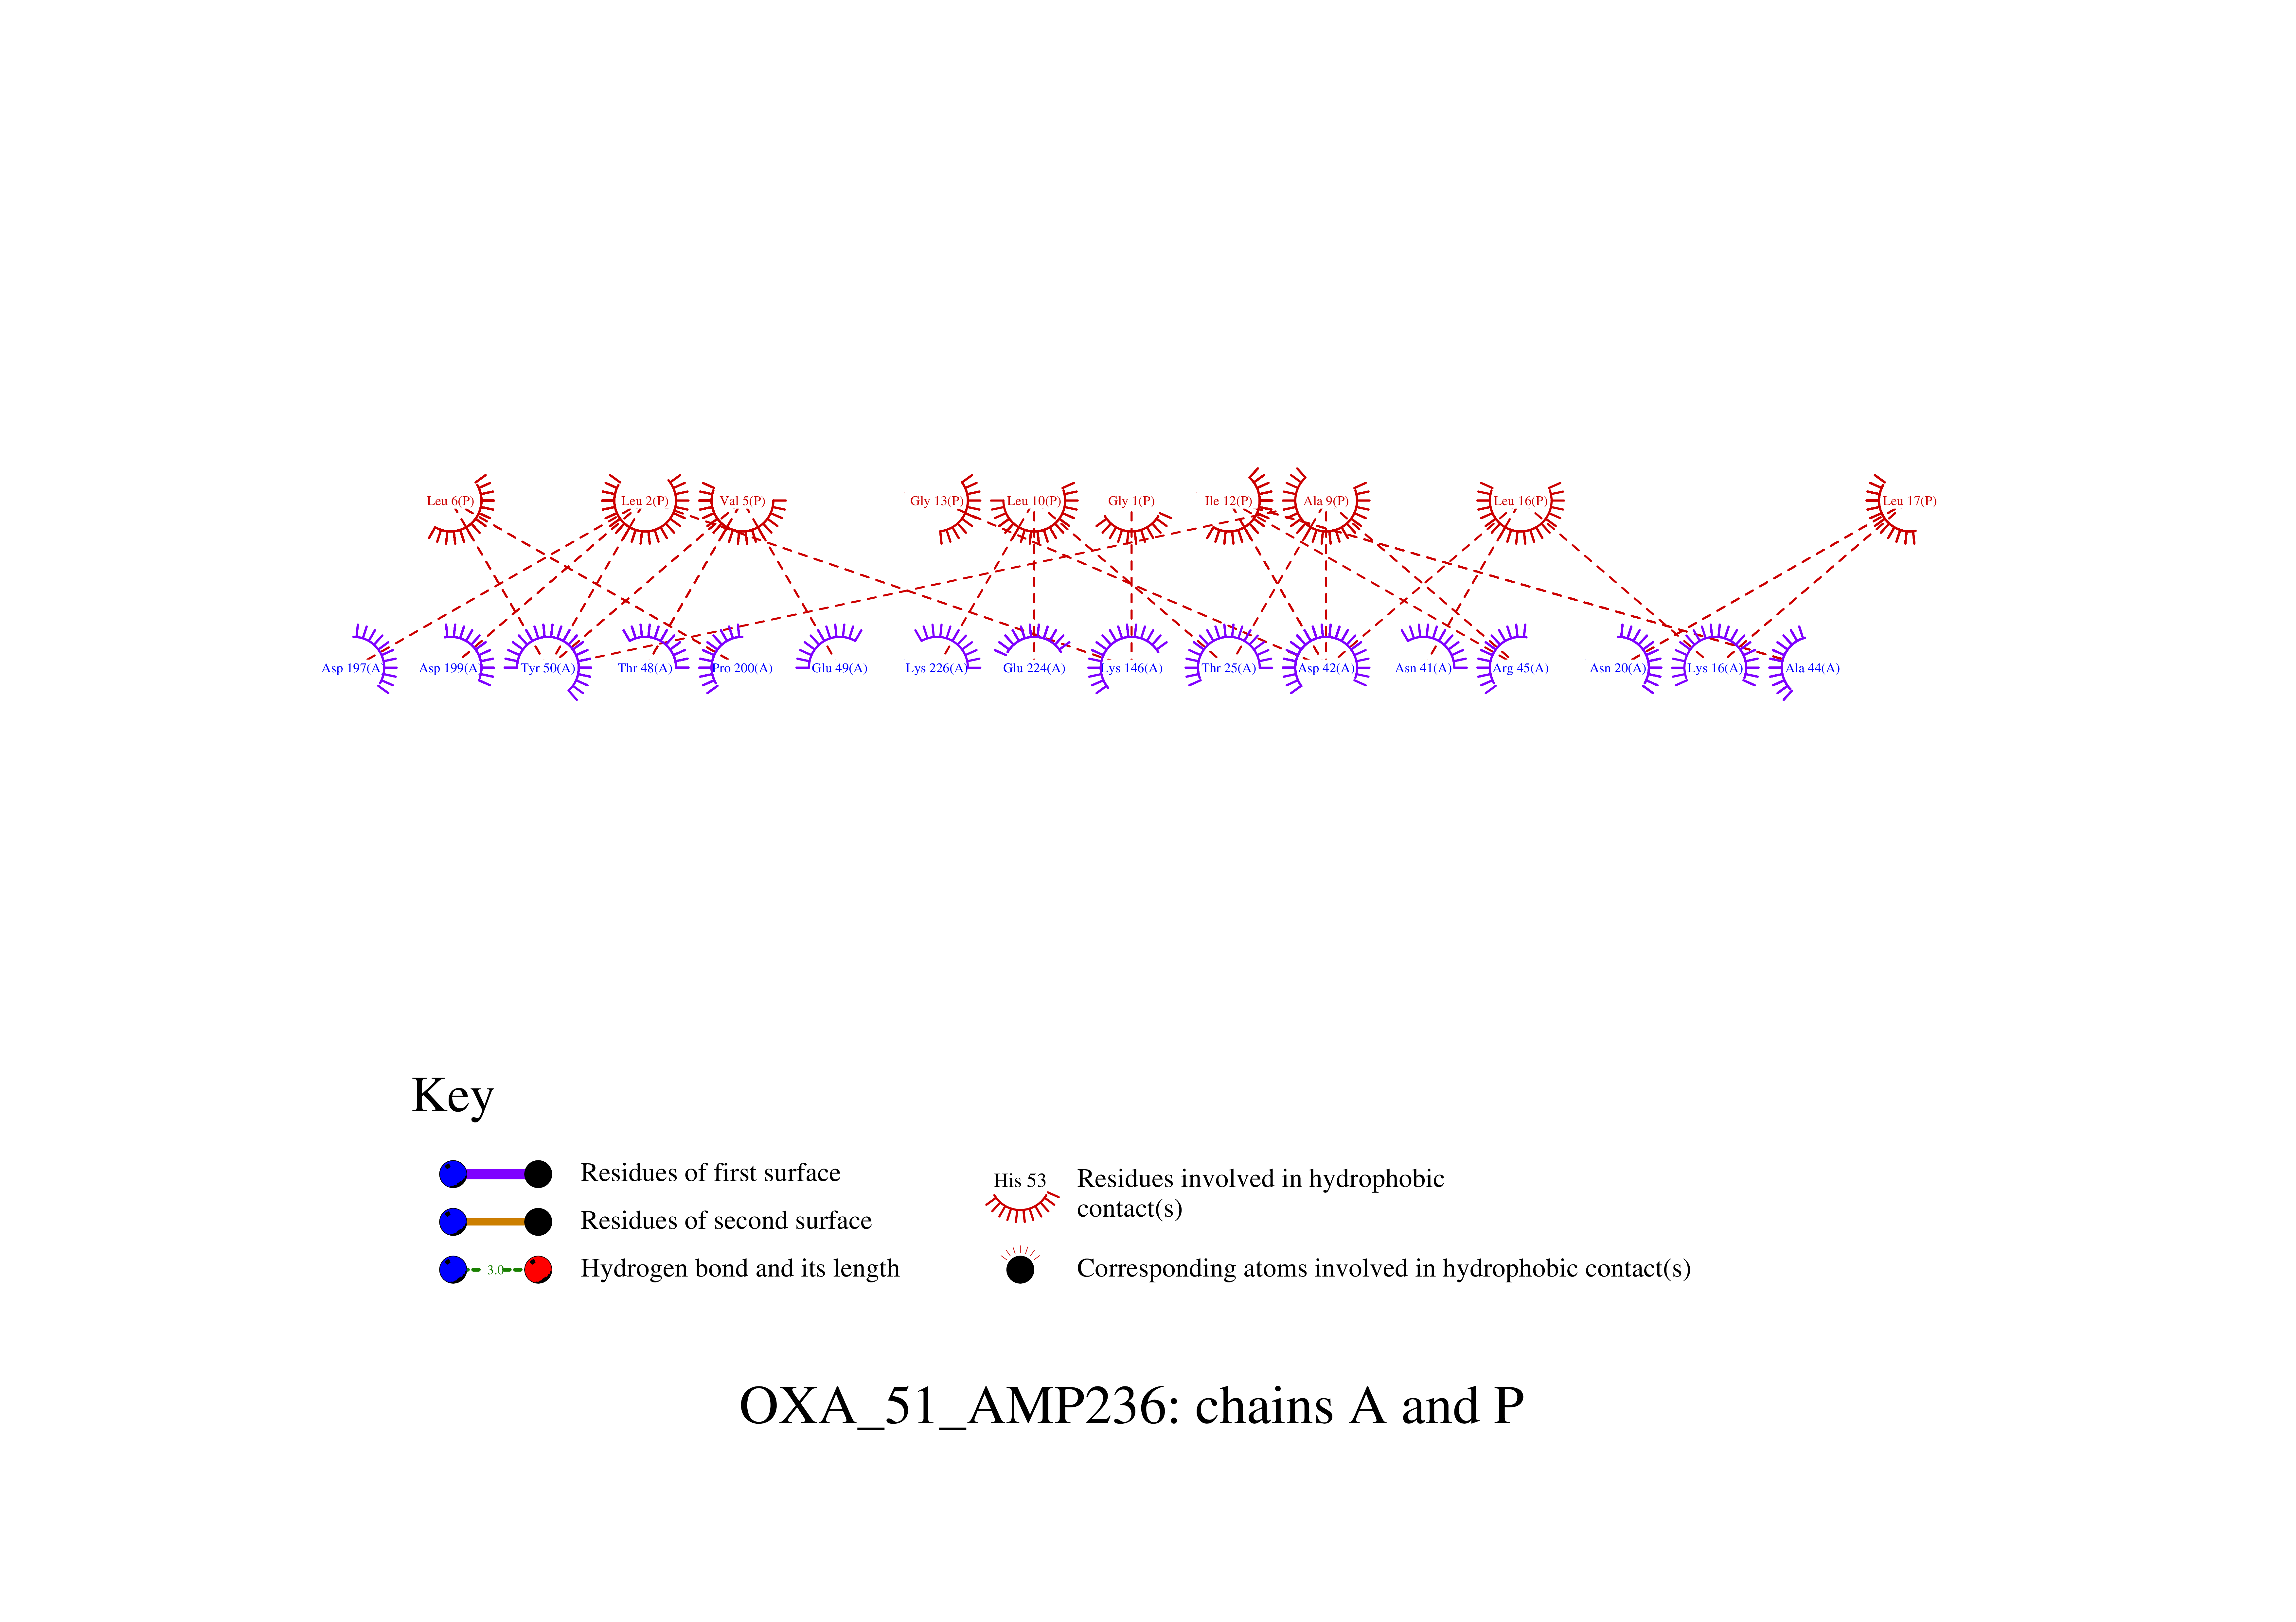 Leu 6(P) Leu 2(P) Val 5(P) Gly 13(P) Leu 10(P) Gly 1(P) Ile 12(P) Ala 9(P) Leu 16(P) Leu 17(P)
Asp 197(A Asp 199(A Tyr 50(A) Thr 48(A) Pro 200(A) Glu 49(A) Lys 226(A) Glu 224(A) Lys 146(A) Thr 25(A) Asp 42(A) Asn 41(A) Arg 45(A) Asn 20(A) Lys 16(A) Ala 44(A)
Key
Residues of first surface
Residues of second surface
3.0 Hydrogen bond and its length
His 53 Residues involved in hydrophobic
contact(s)
Corresponding atoms involved in hydrophobic contact(s)
OXA_51_AMP236: chains A and P